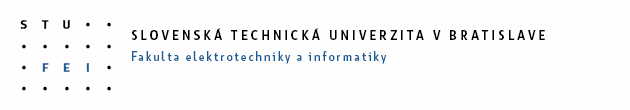 S T U
F E I
SLOVENSKÁ TECHNICKÁ UNIVERZITA V BRATISLAVE
Fakulta elektrotechniky a informatiky